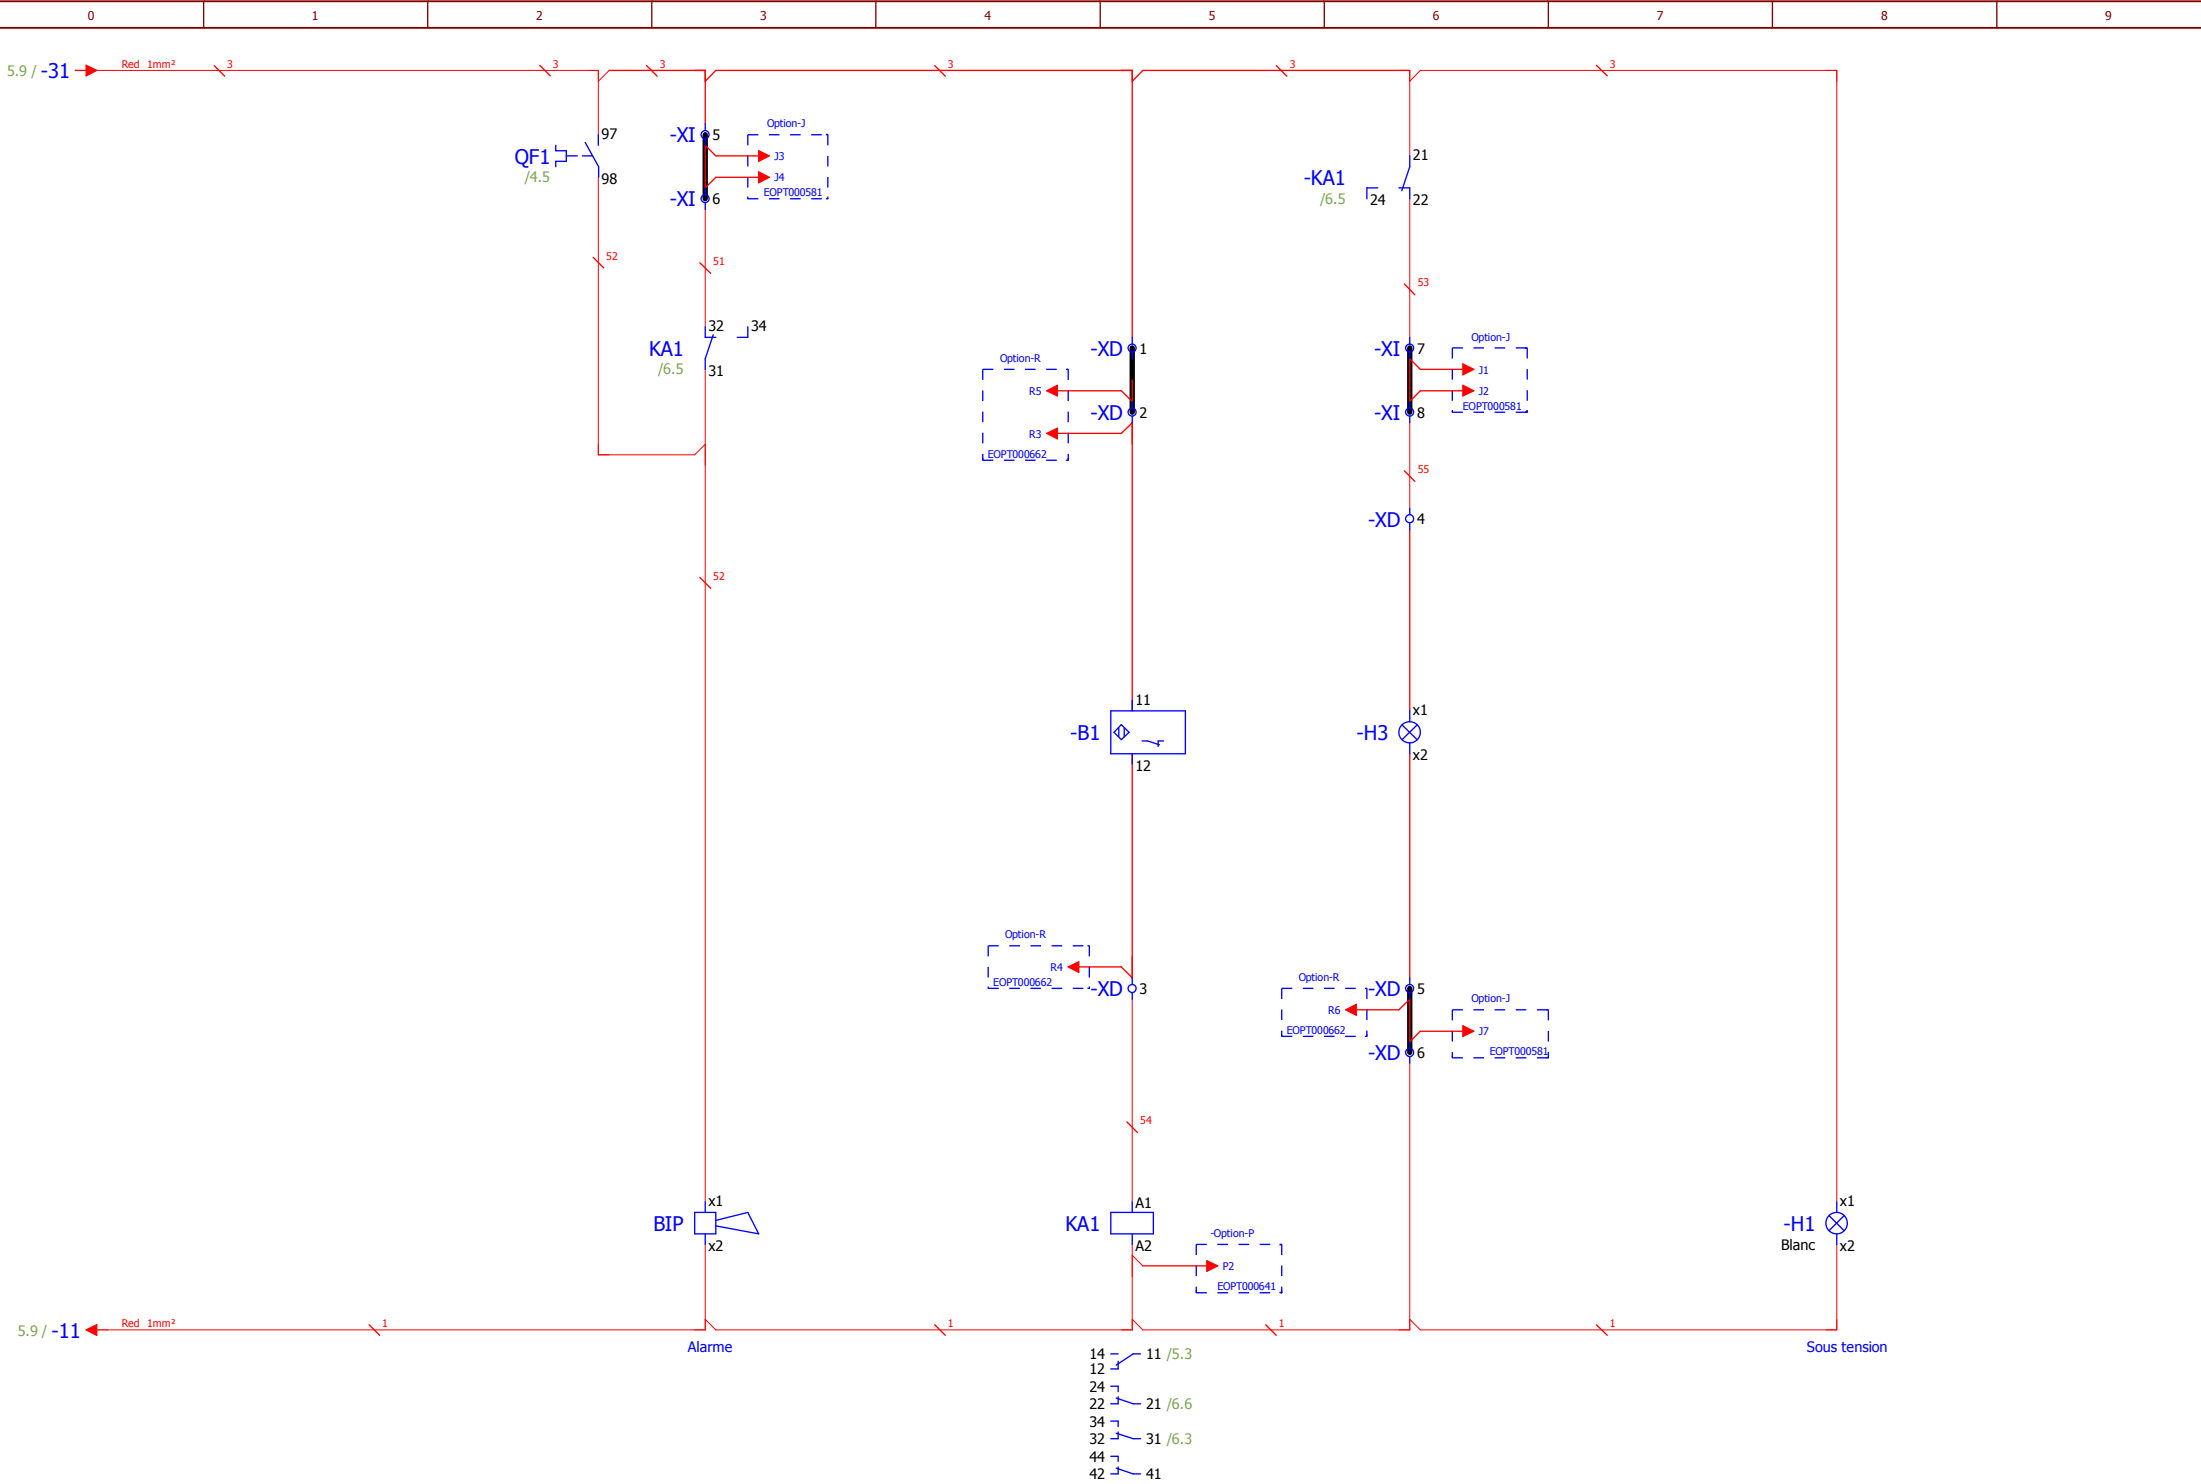 0 1 2 3 4 5 6 7 8 9
5.9 / -31 Red 1mm² 3 3 3 3 3 3
QF1 97
/4.5 98
-XI 5
-XI 6
Option-J
J3
J4
EOPT000581
-KA1 21
/6.5 24 22
52
51
53
KA1 32 34
/6.5 31
-XD 1
-XD 2
Option-R
R5
R3
EOPT000662
-XI 7
-XI 8
Option-J
J1
J2
EOPT000581
55
-XD 4
52
-B1 11
12
-H3 x1
x2
Option-R
R4
EOPT000662
-XD 3
Option-R
R6
EOPT000662
-XD 5
-XD 6
Option-J
J7
EOPT000581
54
BIP x1
x2
KA1 A1
A2
-Option-P
P2
EOPT000641
-H1 x1
Blanc x2
5.9 / -11 Red 1mm² 1 1 1 1
Alarme
Sous tension
14 11 /5.3
12
24
22 21 /6.6
34
32 31 /6.3
44
42 41